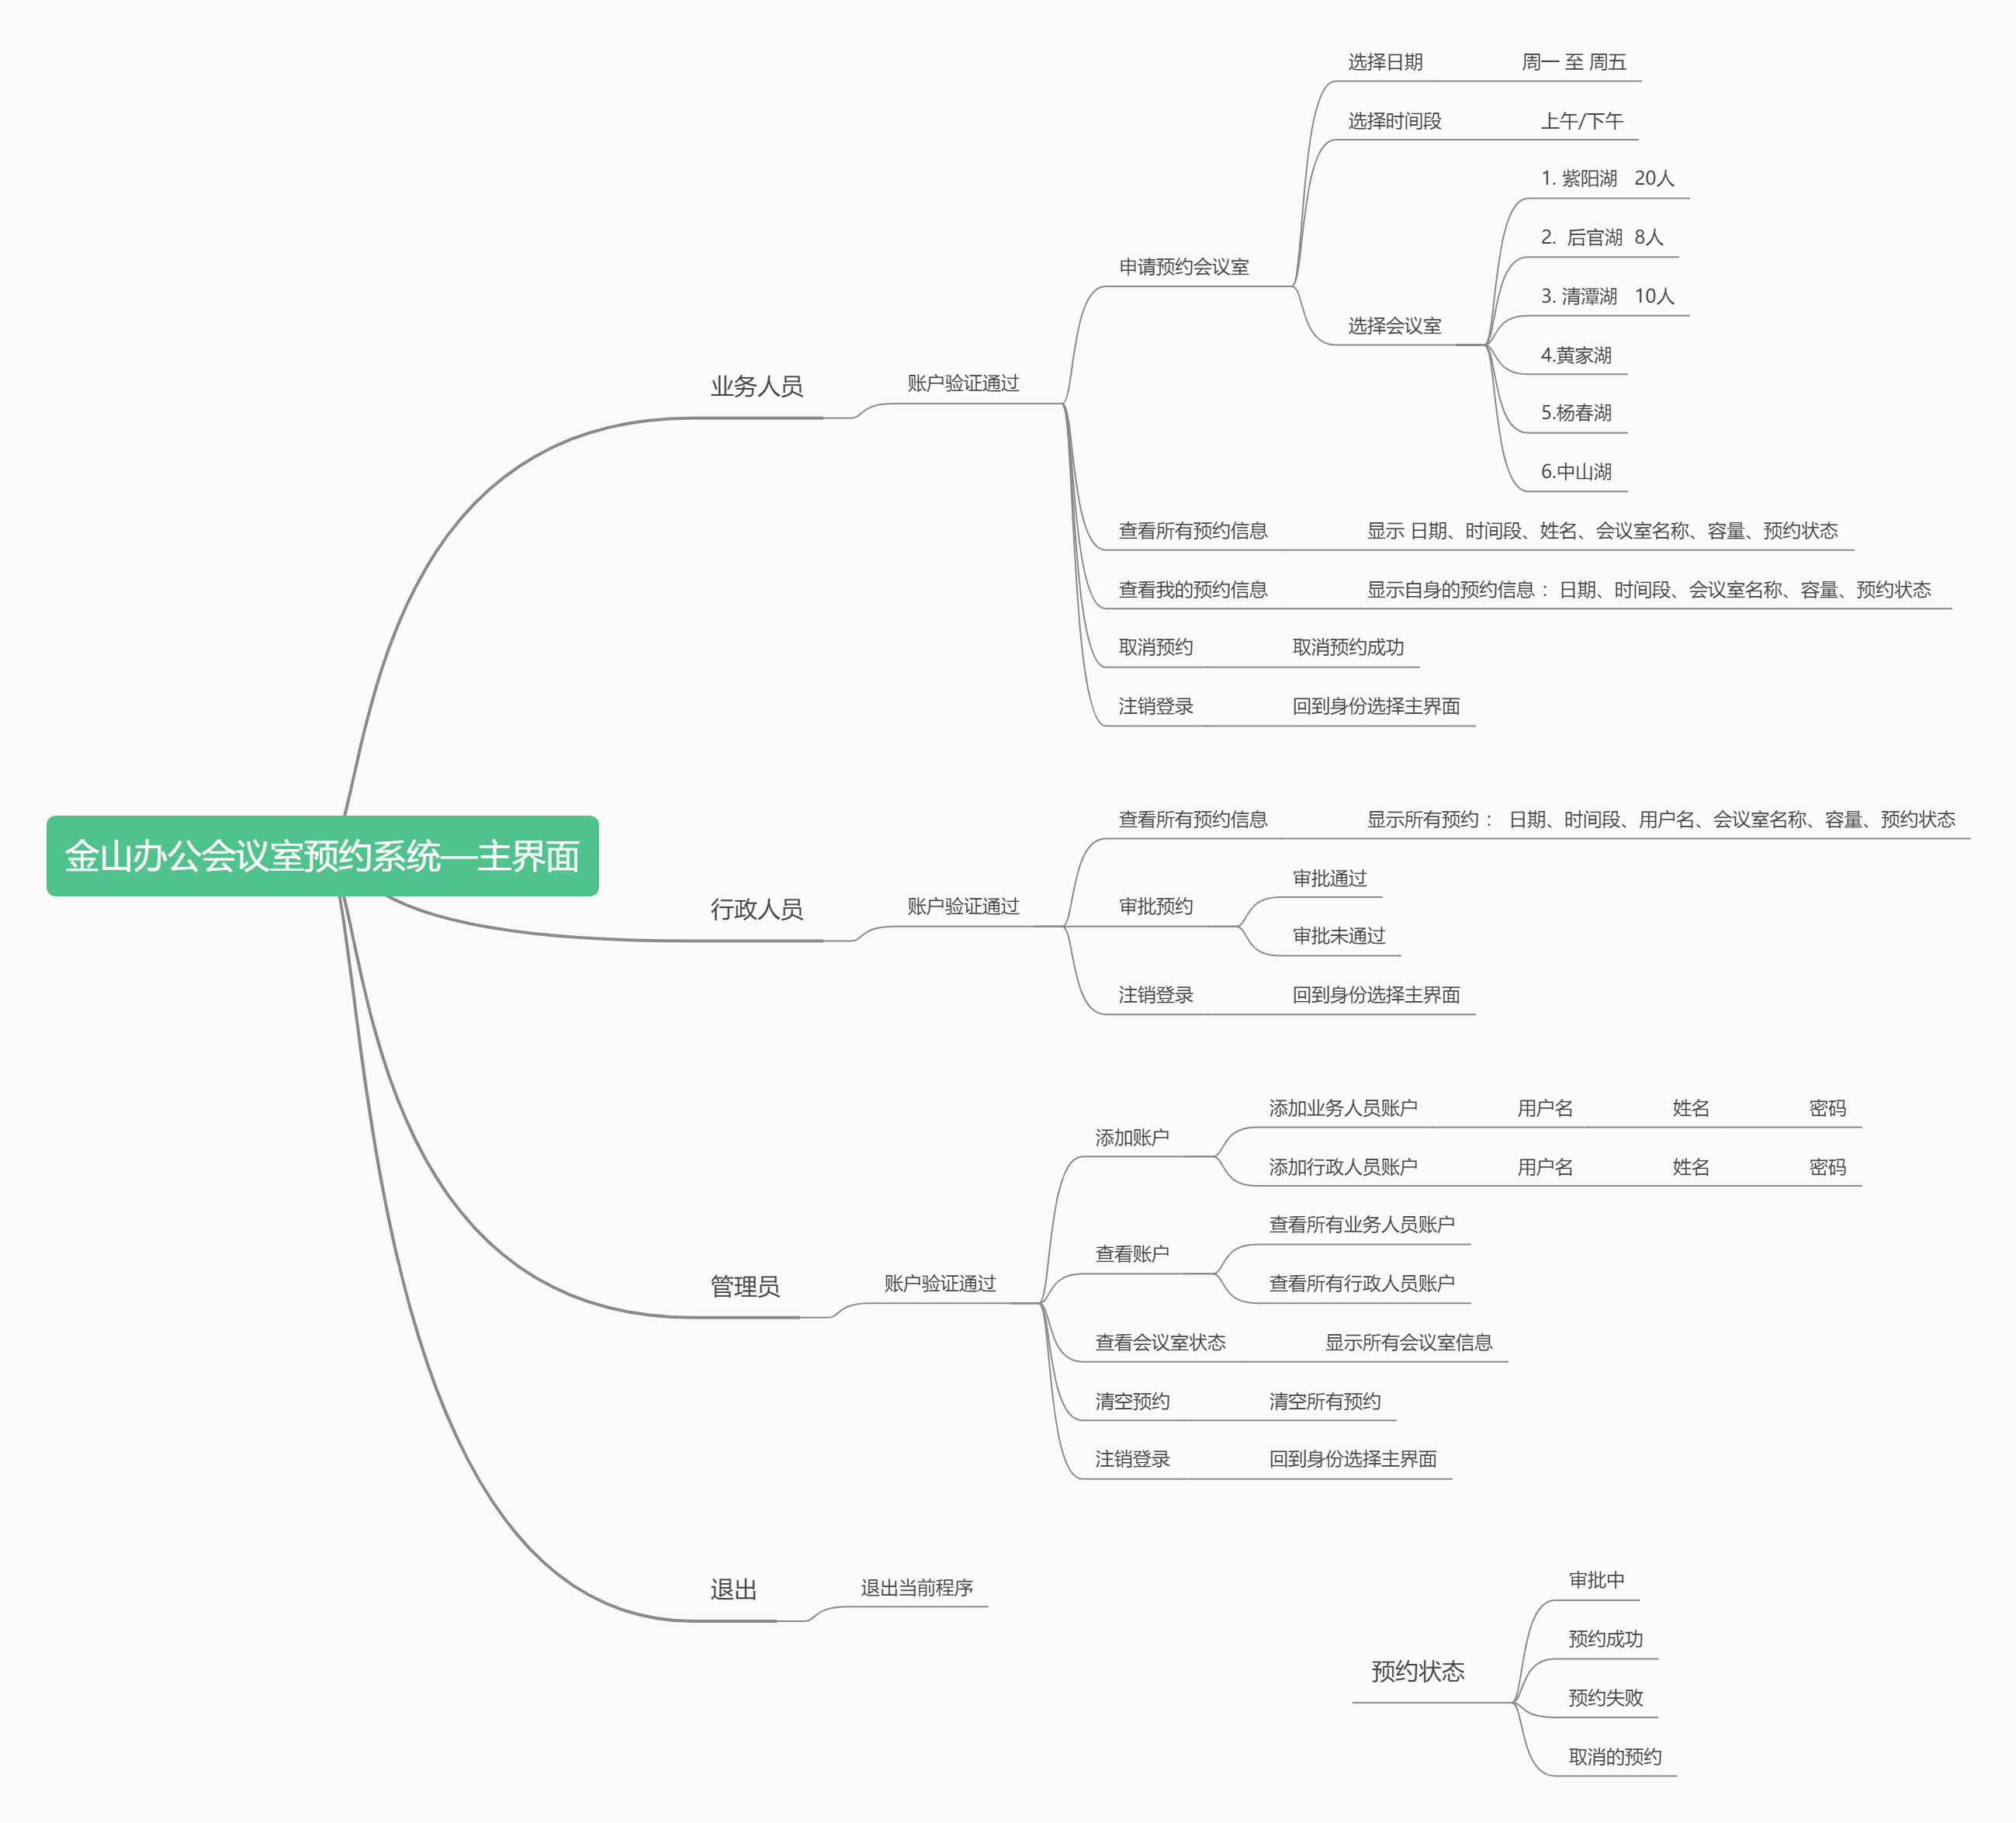 金山办公会议室预约系统—主界面
业务人员
账户验证通过
申请预约会议室
选择日期
周一 至 周五
选择时间段
上午/下午
选择会议室
1. 紫阳湖 20人
2. 后官湖 8人
3. 清潭湖 10人
4.黄家湖
5.杨春湖
6.中山湖
查看所有预约信息
显示 日期、时间段、姓名、会议室名称、容量、预约状态
查看我的预约信息
显示自身的预约信息 ：日期、时间段、会议室名称、容量、预约状态
取消预约
取消预约成功
注销登录
回到身份选择主界面
行政人员
账户验证通过
查看所有预约信息
显示所有预约 ： 日期、时间段、用户名、会议室名称、容量、预约状态
审批预约
审批通过
审批未通过
注销登录
回到身份选择主界面
管理员
账户验证通过
添加账户
添加业务人员账户
用户名
姓名
密码
添加行政人员账户
用户名
姓名
密码
查看账户
查看所有业务人员账户
查看所有行政人员账户
查看会议室状态
显示所有会议室信息
清空预约
清空所有预约
注销登录
回到身份选择主界面
退出
退出当前程序
预约状态
审批中
预约成功
预约失败
取消的预约